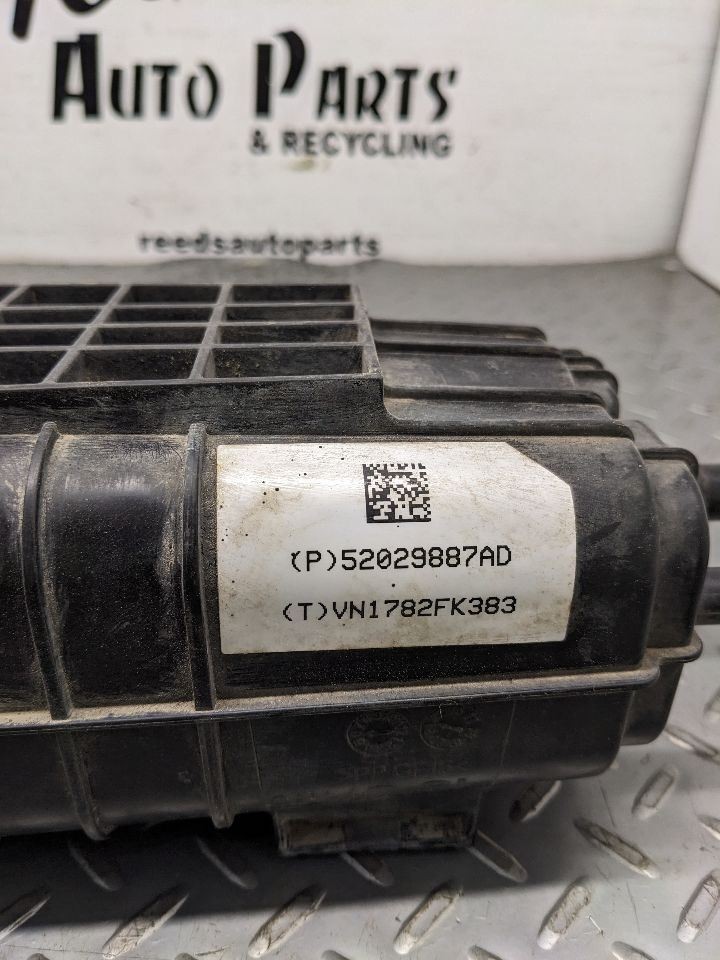 AUTO PARTS
& RECYCLING
reedsautoparts
(P)52029887AD
(T)VN1782FK383